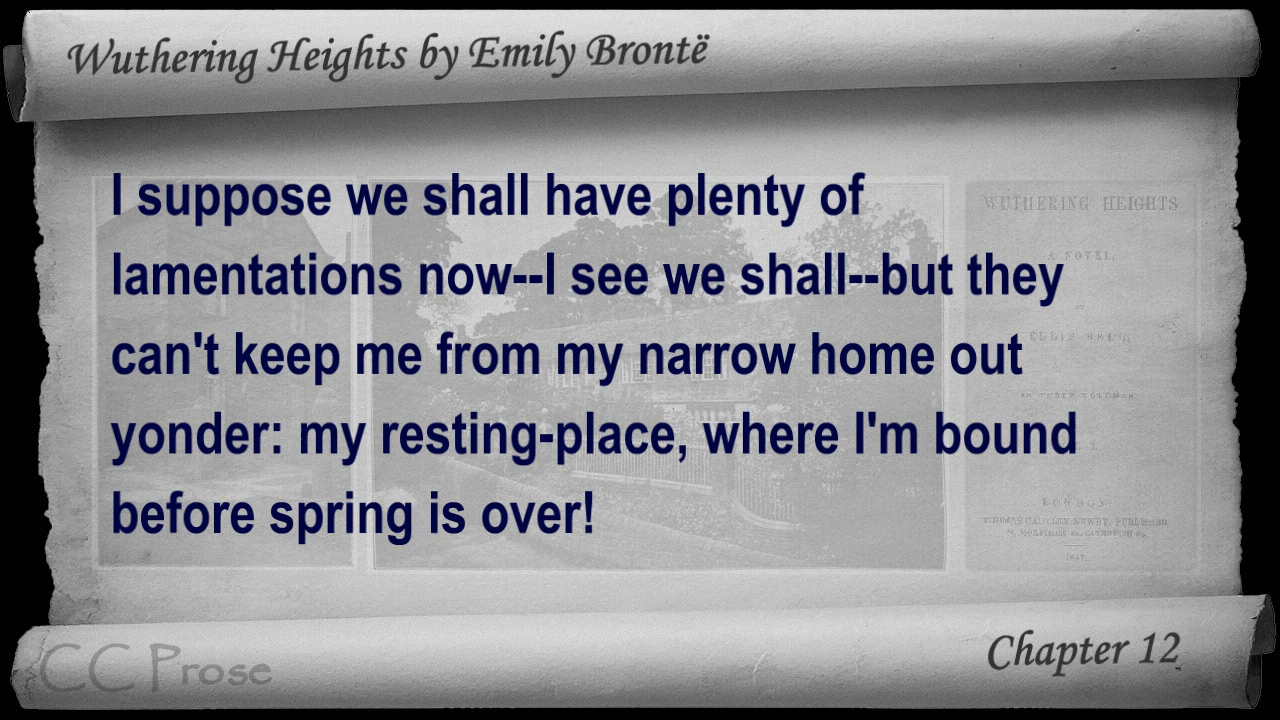 Wuthering Heights by Emily Brontë
I suppose we shall have plenty of
lamentations now--I see we shall--but they
can't keep me from my narrow home out
yonder: my resting-place, where I'm bound
before spring is over!
WUTHERING HEIGHTS
A NOVEL,
LONDON:
1847.
CC Prose
Chapter 12